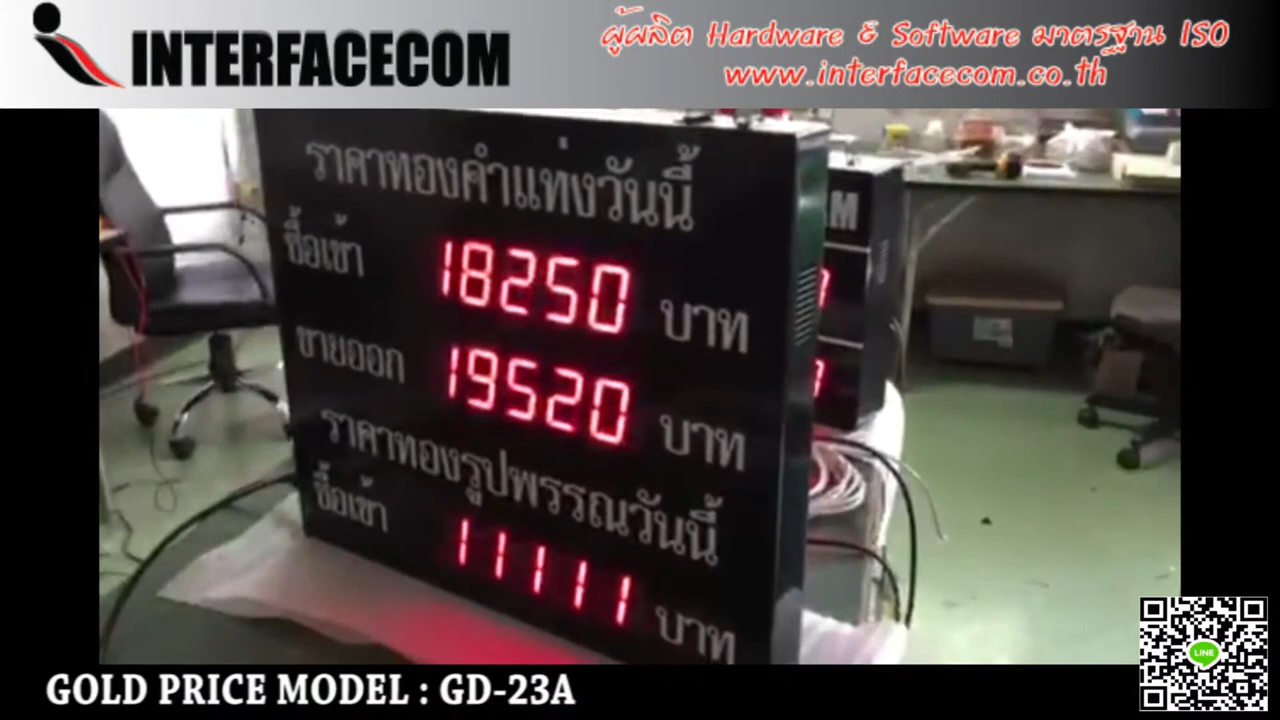 INTERFACECOM
ผู้ผลิต Hardware & Software มาตรฐาน ISO
www.interfacecom.co.th
ราคาทองคำแท่งวันนี้
ซื้อเข้า 18250 บาท
ขายออก 19520 บาท
ราคาทองรูปพรรณวันนี้
ซื้อเข้า 11111 บาท
M
LINE
GOLD PRICE MODEL : GD-23A